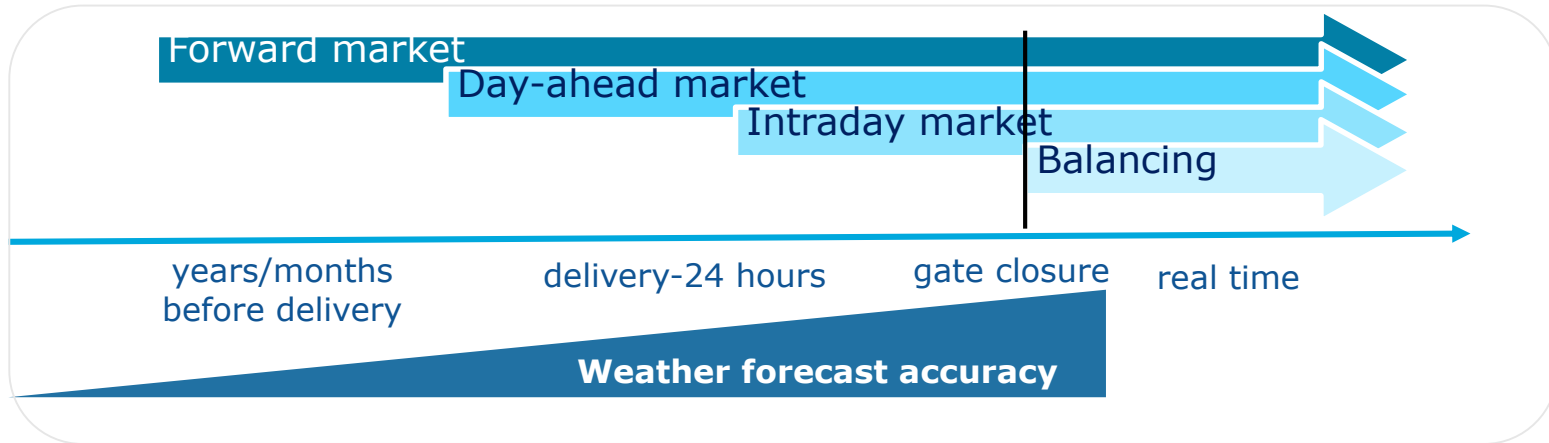 Forward market
Day-ahead market
Intraday market
Balancing
years/months
before delivery
delivery-24 hours
gate closure
real time
Weather forecast accuracy